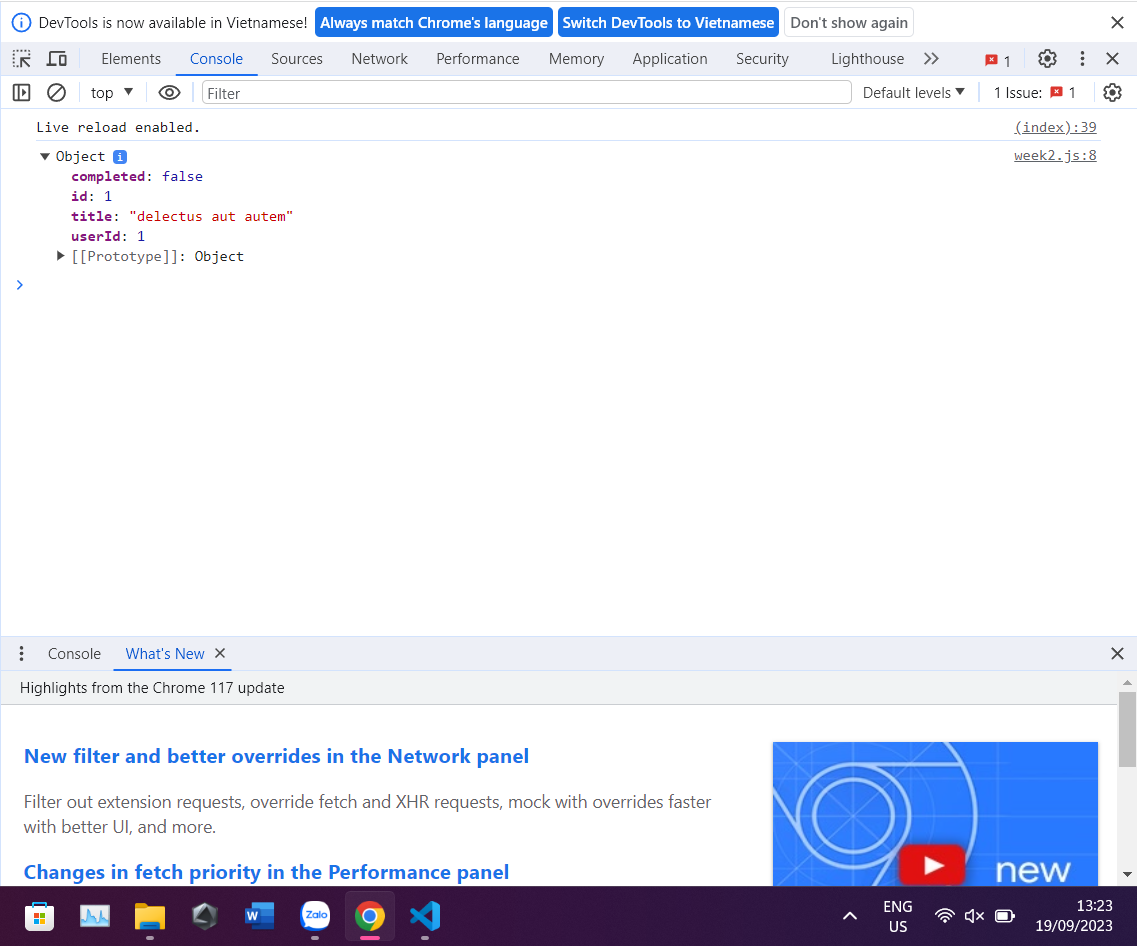 DevTools is now available in Vietnamese! Always match Chrome's language Switch DevTools to Vietnamese Don't show again
Elements Console Sources Network Performance Memory Application Security Lighthouse 1
top Filter Default levels 1 Issue: 1
Live reload enabled. (index):39
Object week2.js:8
completed: false
id: 1
title: "delectus aut autem"
userId: 1
[[Prototype]]: Object
Console What's New
Highlights from the Chrome 117 update
New filter and better overrides in the Network panel
Filter out extension requests, override fetch and XHR requests, mock with overrides faster
with better UI, and more.
Changes in fetch priority in the Performance panel
new
W
Zalo
ENG
US
13:23
19/09/2023